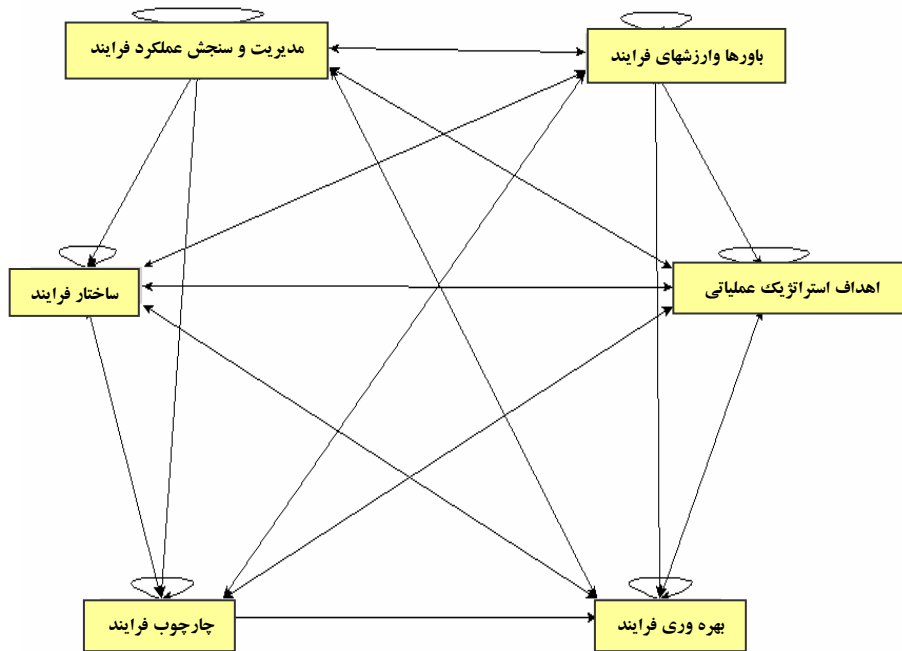 باورها وارزشهای فرایند
مدیریت و سنجش عملکرد فرایند
اهداف استراتژیک عملیاتی
ساختار فرایند
بهره وری فرایند
چارچوب فرایند